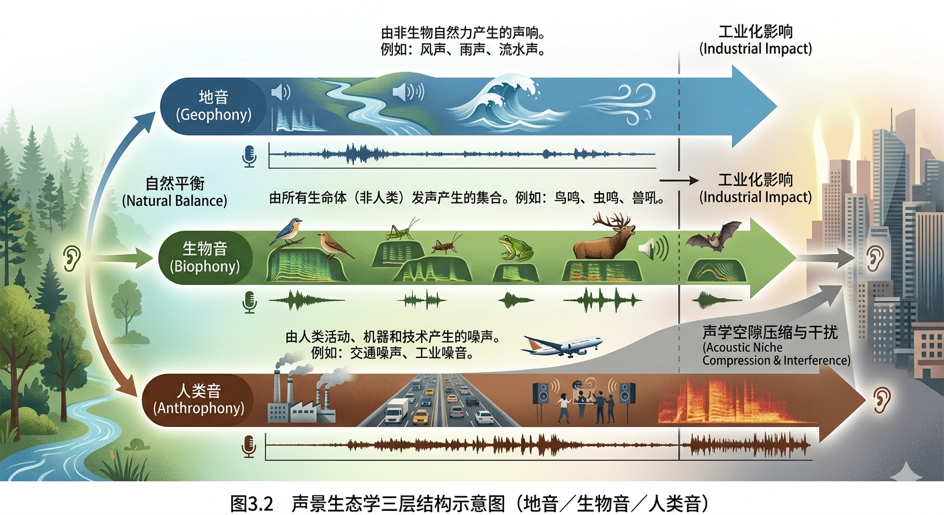 由非生物自然力产生的声响。
例如：风声、雨声、流水声。
工业化影响
(Industrial Impact)
地音
(Geophony)
自然平衡
(Natural Balance)
由所有生命体（非人类）发声产生的集合。例如：鸟鸣、虫鸣、兽吼。
工业化影响
(Industrial Impact)
生物音
(Biophony)
由人类活动、机器和技术产生的噪声。
例如：交通噪声、工业噪音。
声学空隙压缩与干扰
(Acoustic Niche
Compression & Interference)
人类音
(Anthrophony)
图3.2 声景生态学三层结构示意图（地音／生物音／人类音）